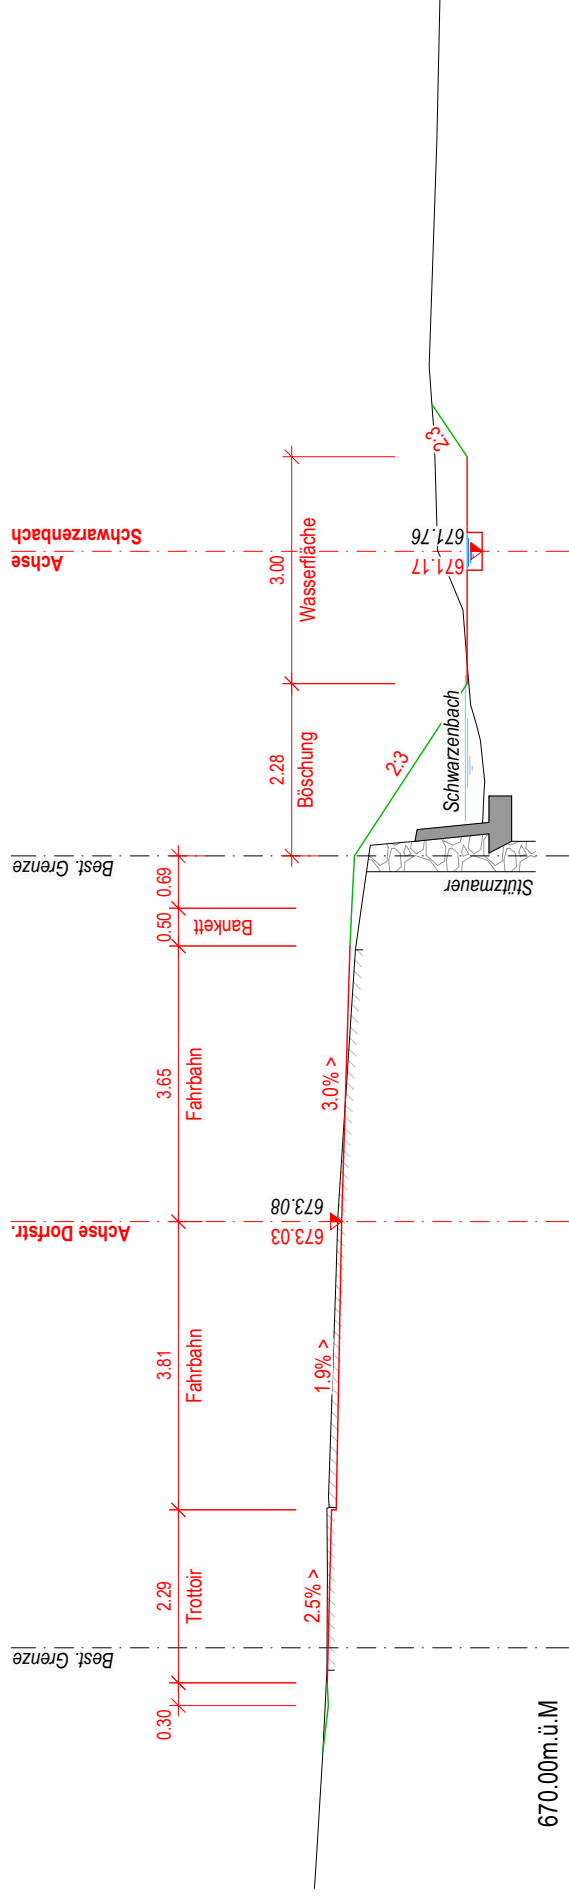 Best. Grenze
Achse Dorfstr.
Best. Grenze
Achse
Schwarzenbach
0.30
2.29
3.81
3.65
0.50
0.69
2.28
3.00
Trottoir
Fahrbahn
Fahrbahn
Bankett
Böschung
Wasserfläche
2.5% >
1.9% >
673.03
673.08
3.0% >
2:3
Schwarzenbach
671.17
671.76
2:3
Stützmauer
670.00m.ü.M